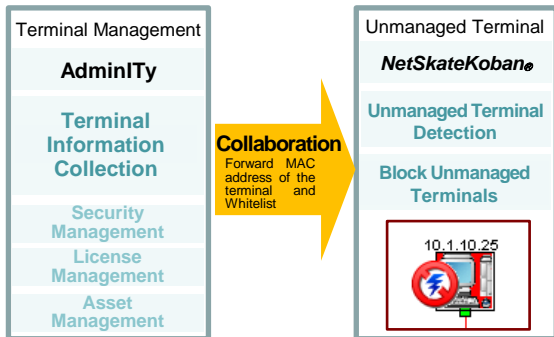 Terminal Management
AdminITy
Terminal
Information
Collection
Security
Management
License
Management
Asset
Management
Collaboration
Forward MAC
address of the
terminal and
Whitelist
Unmanaged Terminal
NetSkateKoban®
Unmanaged Terminal
Detection
Block Unmanaged
Terminals
10.1.10.25